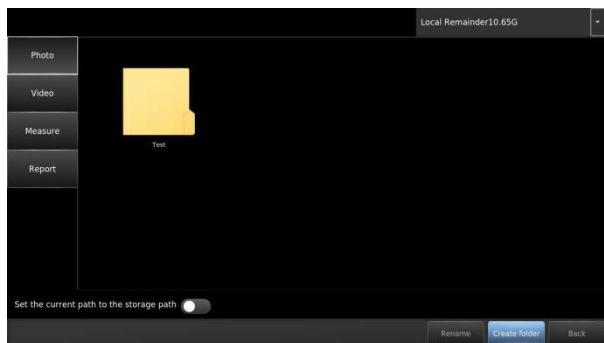 Local Remainder10.65G
Photo
Video
Measure
Report
Test
Set the current path to the storage path
Rename Create folder Back